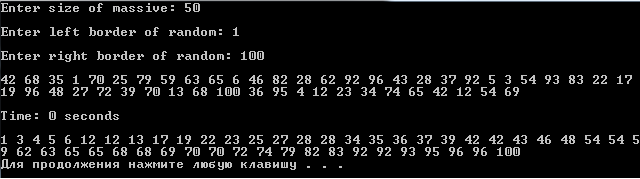 Enter size of massive: 50
Enter left border of random: 1
Enter right border of random: 100
42 68 35 1 70 25 79 59 63 65 6 46 82 28 62 92 96 43 28 37 92 5 3 54 93 83 22 17
19 96 48 27 72 39 70 13 68 100 36 95 4 12 23 34 74 65 42 12 54 69
Time: 0 seconds
1 3 4 5 6 12 12 13 17 19 22 23 25 27 28 28 34 35 36 37 39 42 42 43 46 48 54 54 5
9 62 63 65 65 68 68 69 70 70 72 74 79 82 83 92 92 93 95 96 96 100
Для продолжения нажмите любую клавишу . . .